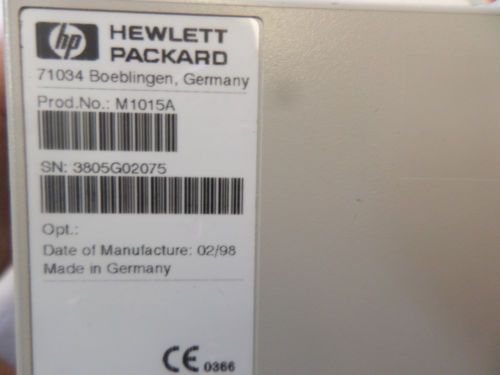 hp HEWLETT
PACKARD
71034 Boeblingen, Germany
Prod.No.: M1015A
SN: 3805G02075
Opt.:
Date of Manufacture: 02/98
Made in Germany
CE 0366